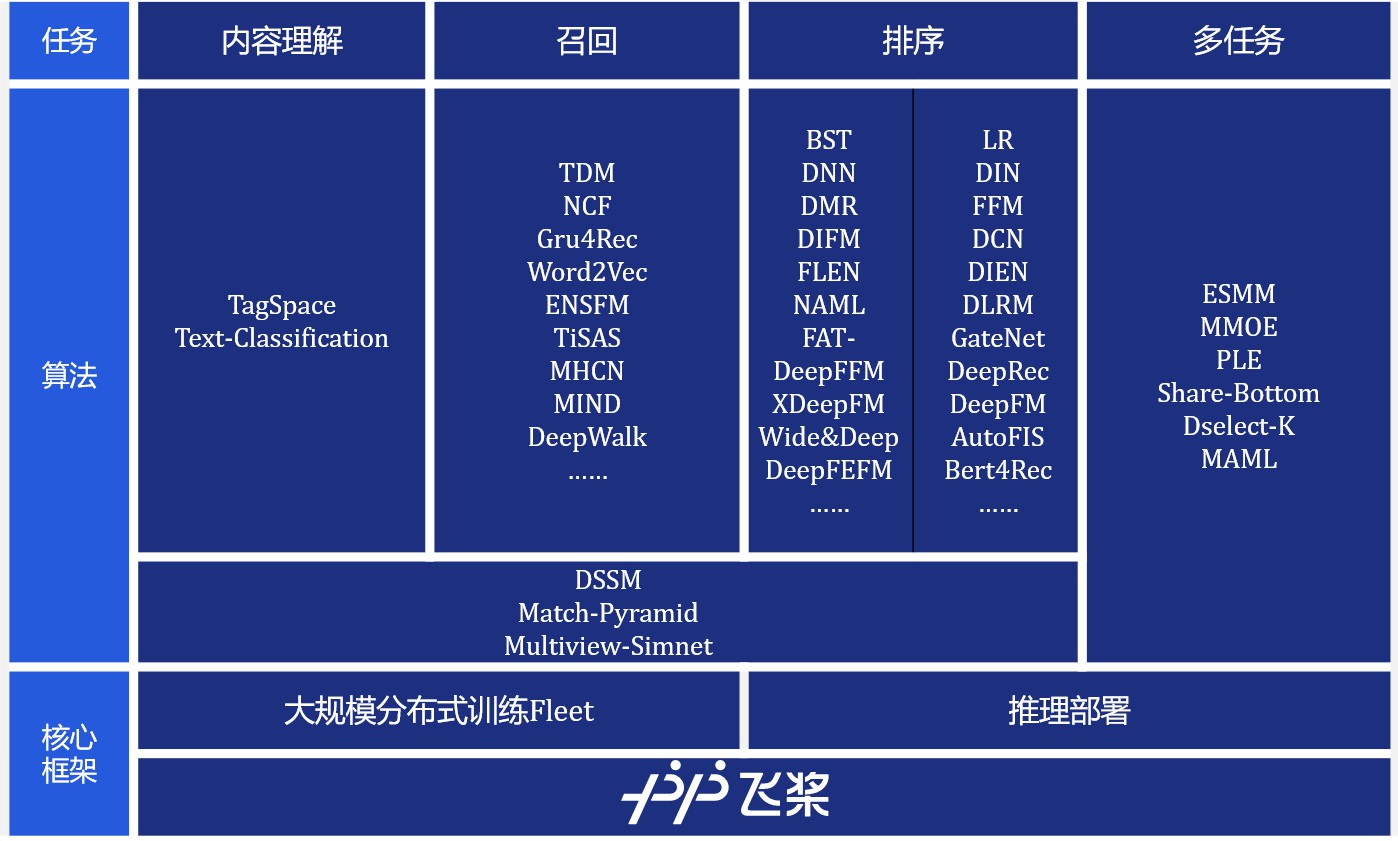 任务
内容理解
召回
排序
多任务
算法
TagSpace
Text-Classification
TDM
NCF
Gru4Rec
Word2Vec
ENSFM
TiSAS
MHCN
MIND
DeepWalk
......
BST
DNN
DMR
DIFM
FLEN
NAML
FAT-
DeepFFM
XDeepFM
Wide&Deep
DeepFEFM
......
LR
DIN
FFM
DCN
DIEN
DLRM
GateNet
DeepRec
DeepFM
AutoFIS
Bert4Rec
......
ESMM
MMOE
PLE
Share-Bottom
Dselect-K
MAML
DSSM
Match-Pyramid
Multiview-Simnet
核心
框架
大规模分布式训练Fleet
推理部署
飞桨